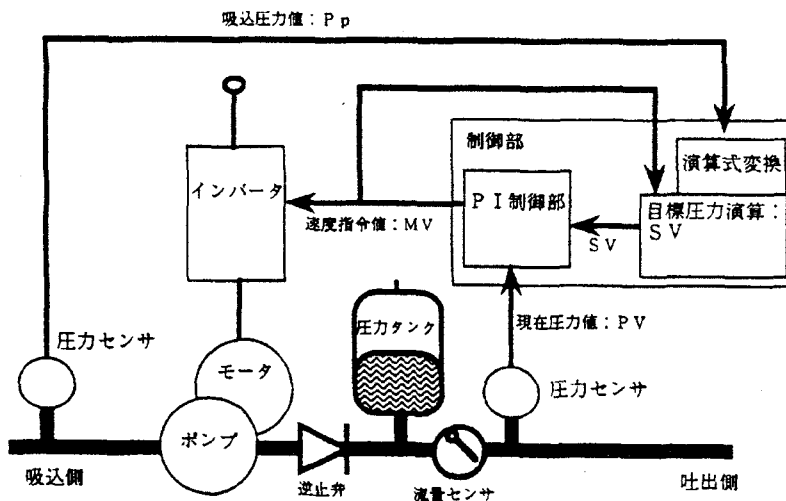 吸込圧力値：Pp
制御部
演算式変換
インバータ
PI制御部
目標圧力演算：
SV
速度指令値：MV
SV
圧力タンク
現在圧力値：PV
圧力センサ
モータ
圧力センサ
ポンプ
吸込側
逆止弁
流量センサ
吐出側